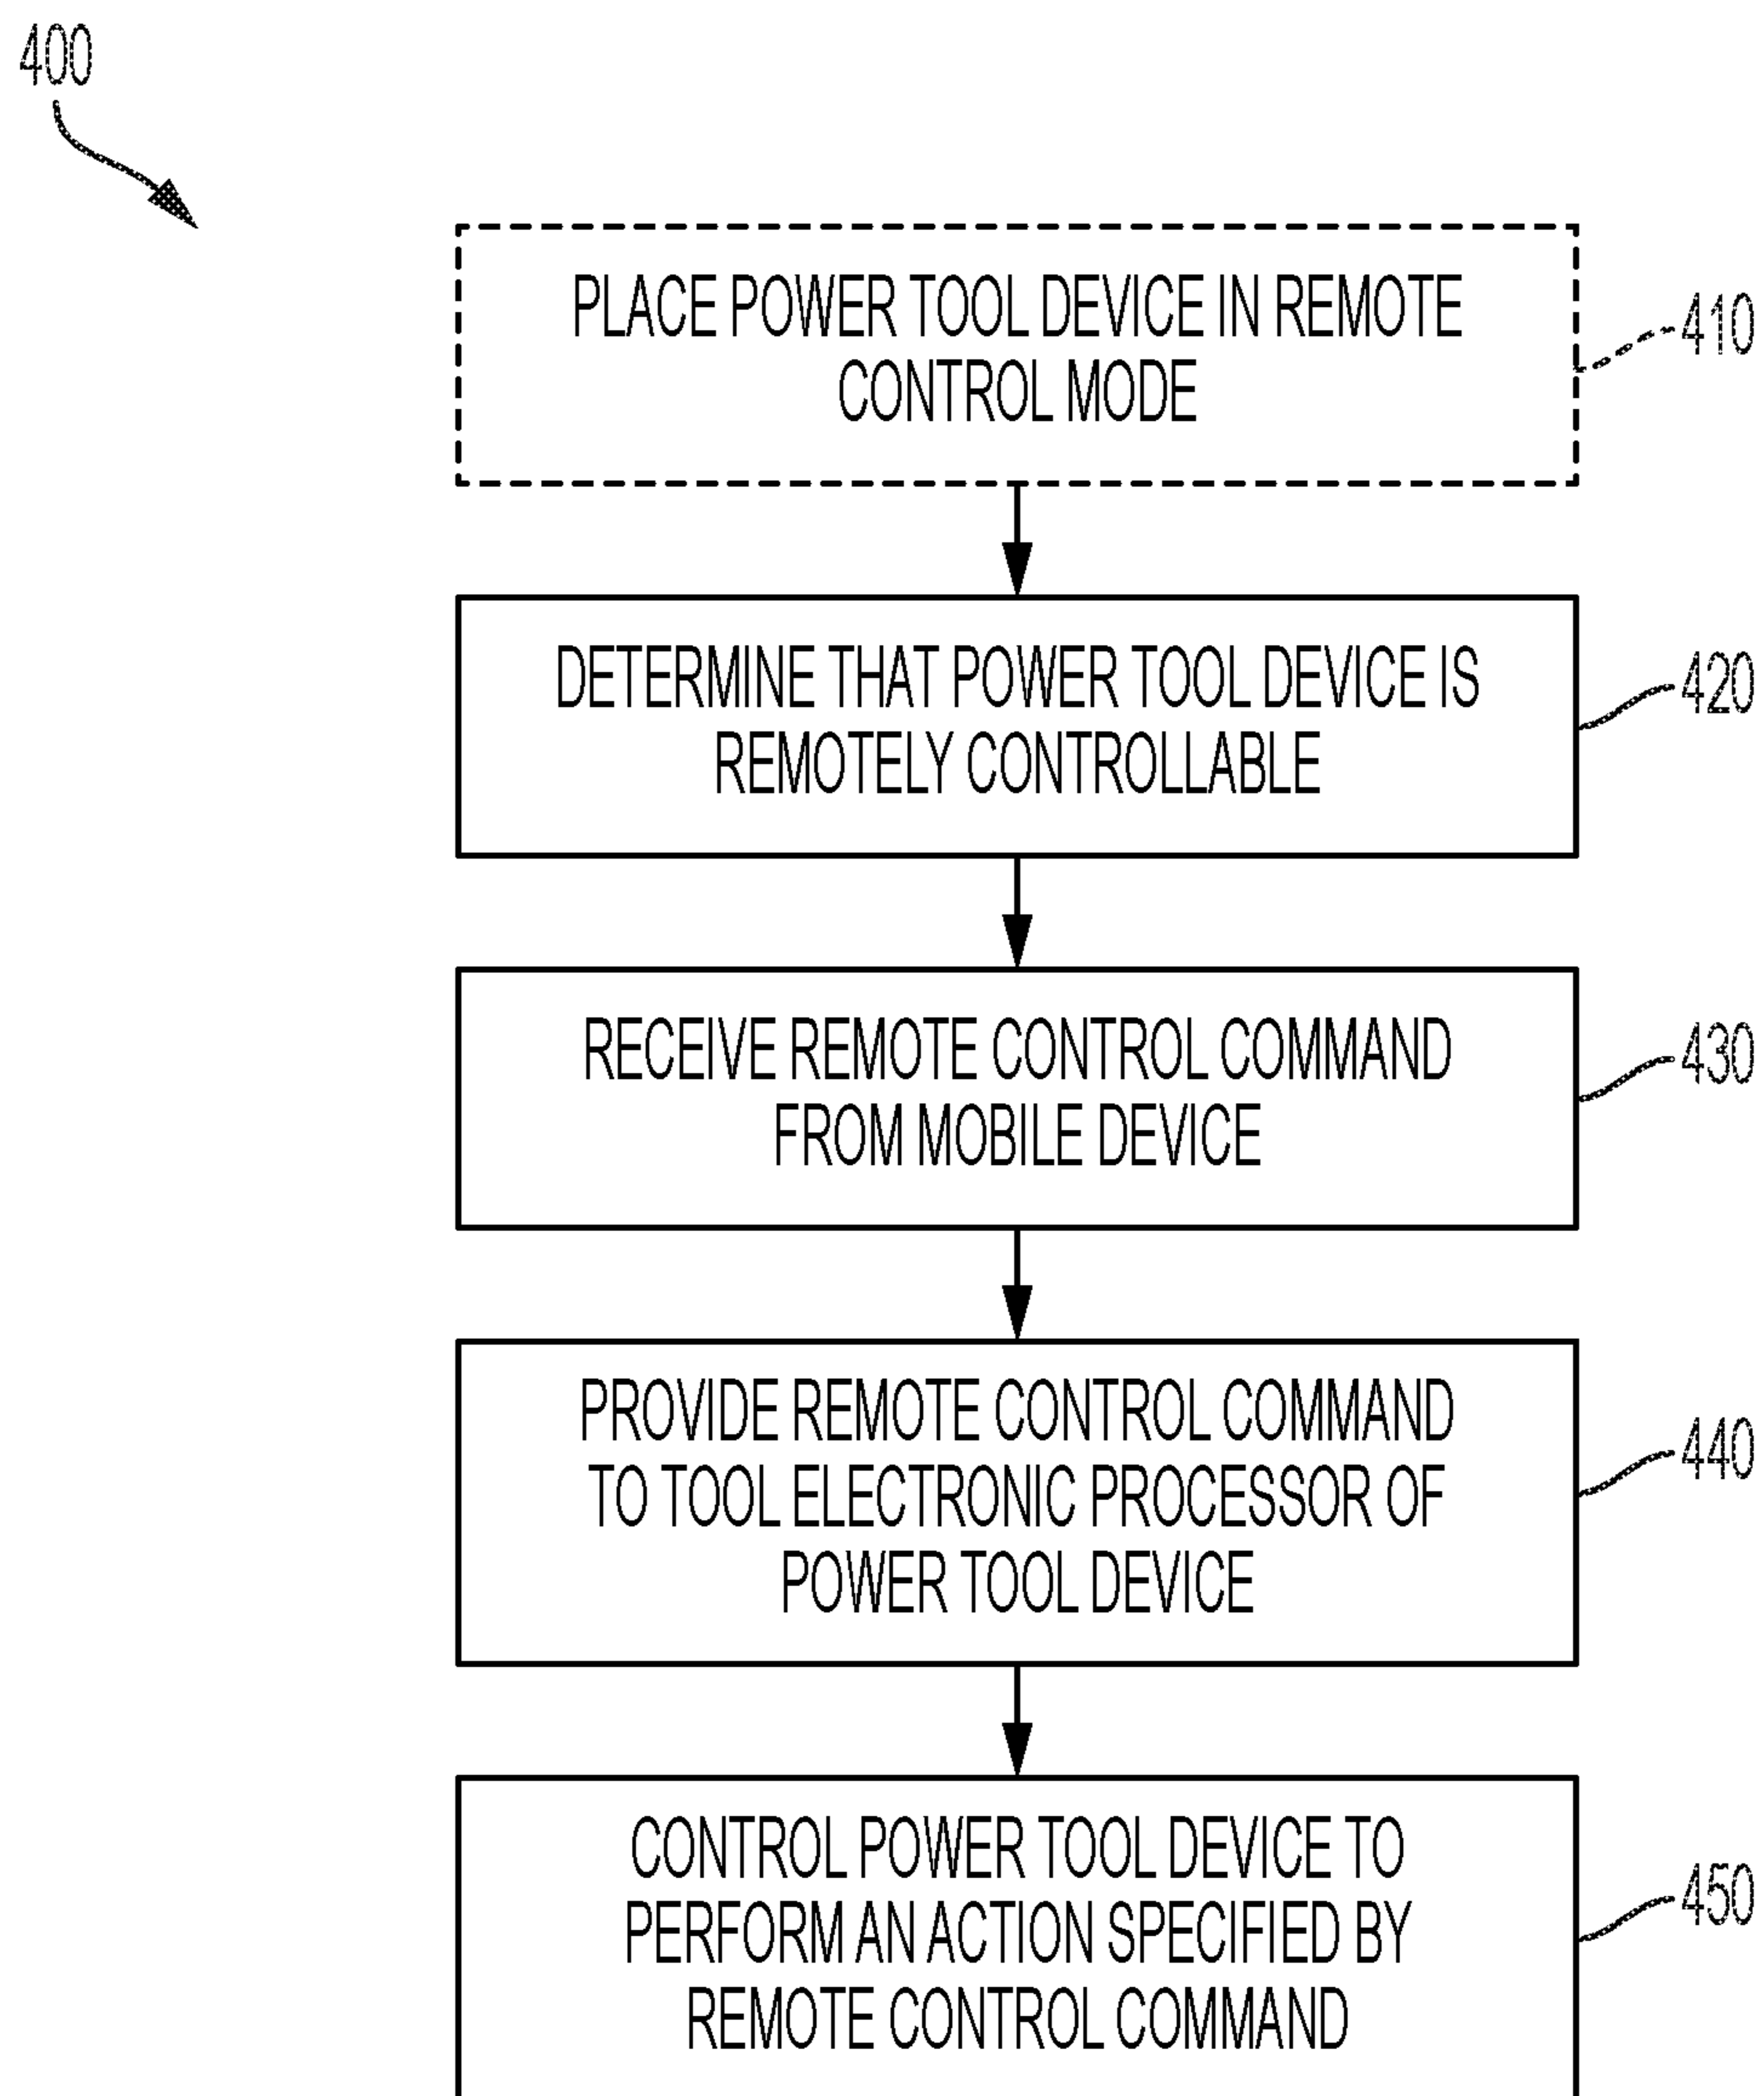 400
PLACE POWER TOOL DEVICE IN REMOTE
CONTROL MODE
410
DETERMINE THAT POWER TOOL DEVICE IS
REMOTELY CONTROLLABLE
420
RECEIVE REMOTE CONTROL COMMAND
FROM MOBILE DEVICE
430
PROVIDE REMOTE CONTROL COMMAND
TO TOOL ELECTRONIC PROCESSOR OF
POWER TOOL DEVICE
440
CONTROL POWER TOOL DEVICE TO
PERFORM AN ACTION SPECIFIED BY
REMOTE CONTROL COMMAND
450